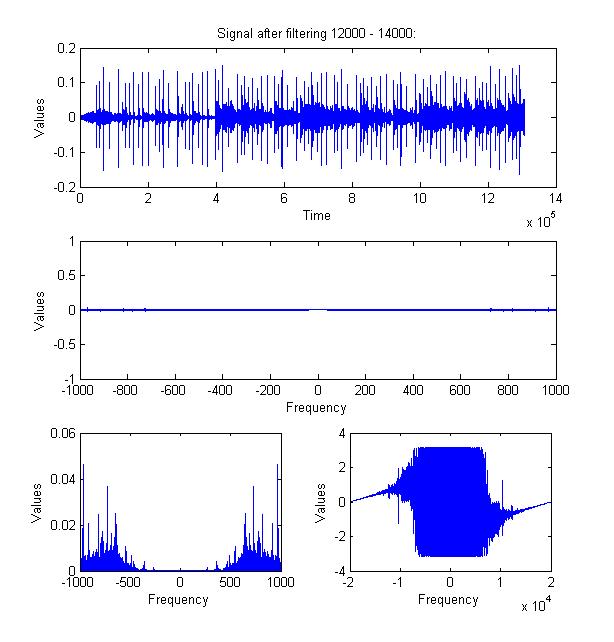 Signal after filtering 12000 - 14000:
0.2
0.1
0
-0.1
-0.2
Values
0 2 4 6 8 10 12 14
Time
x 10^5
1
0.5
0
-0.5
-1
Values
-1000 -800 -600 -400 -200 0 200 400 600 800 1000
Frequency
0.06
0.04
0.02
0
Values
-1000 -500 0 500 1000
Frequency
4
2
0
-2
-4
Values
-2 -1 0 1 2
Frequency
x 10^4